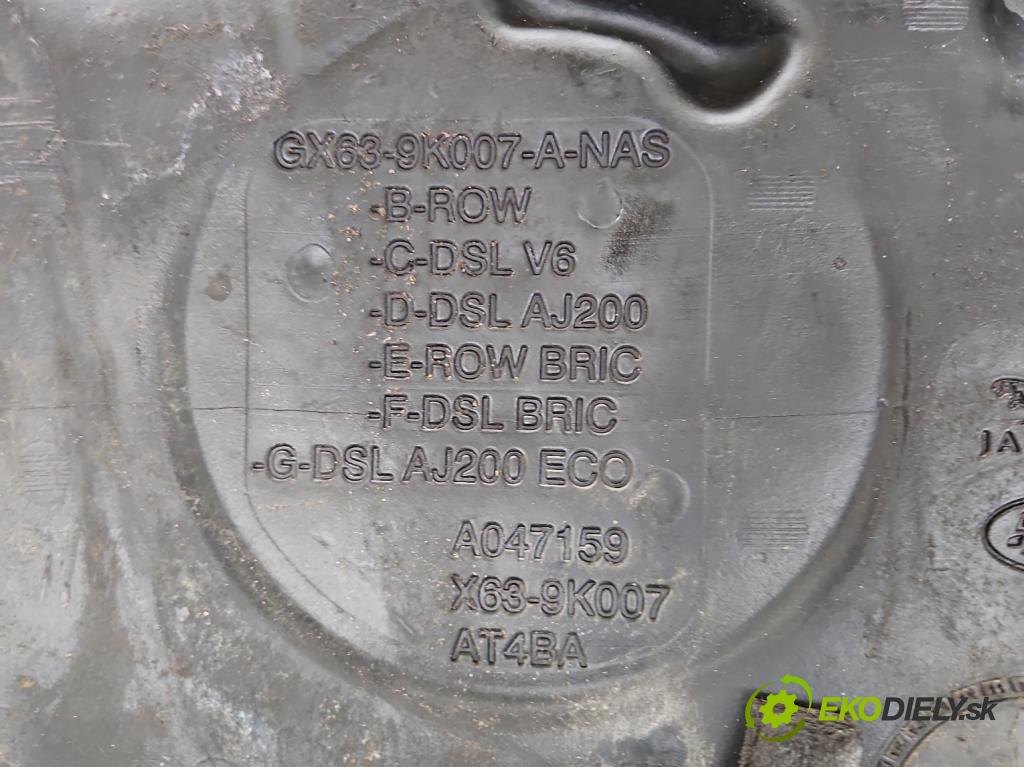 GX63-9K007-A-NAS
-B-ROW
-C-DSL V6
-D-DSL AJ200
-E-ROW BRIC
-F-DSL BRIC
-G-DSL AJ200 ECO
A047159
X63-9K007
AT4BA
JA
EKODIELY.sk